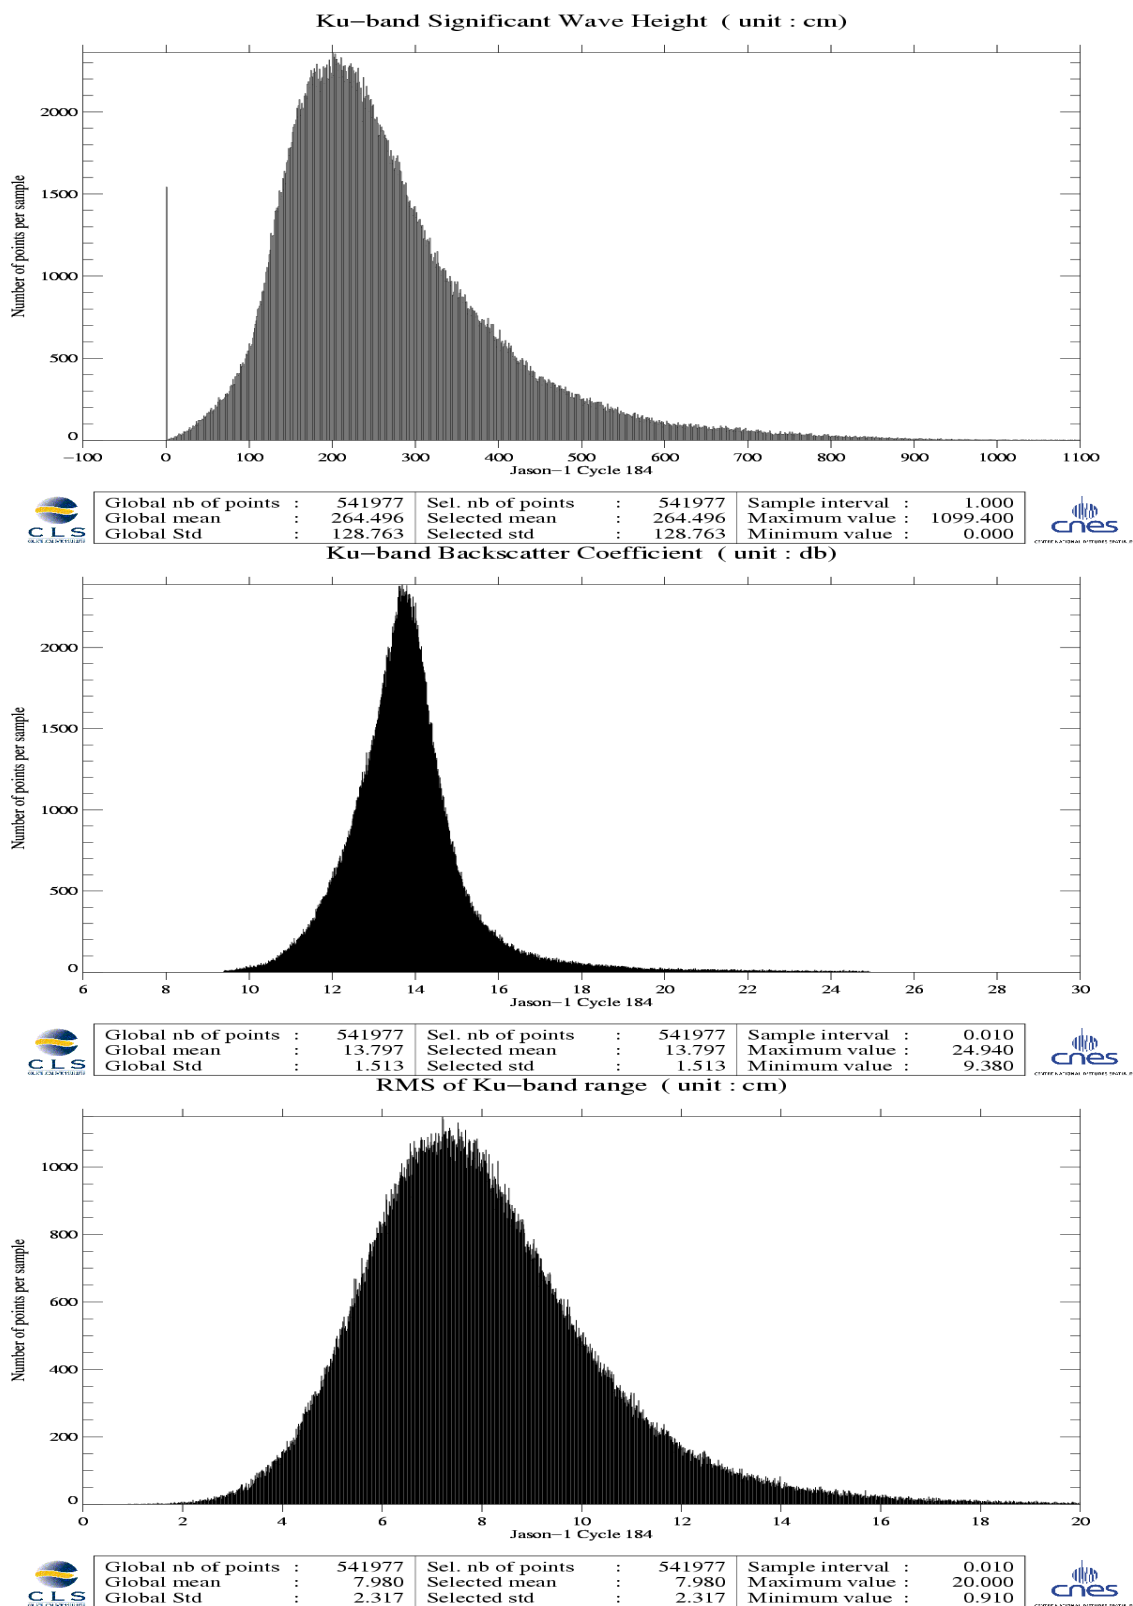 Ku-band Significant Wave Height ( unit : cm)
Number of points per sample
2000
1500
1000
500
0
-100 0 100 200 300 400 500 600 700 800 900 1000 1100
Jason-1 Cycle 184
CLS
Global nb of points : 541977 Sel. nb of points : 541977 Sample interval : 1.000
Global mean : 264.496 Selected mean : 264.496 Maximum value : 1099.400
Global Std : 128.763 Selected std : 128.763 Minimum value : 0.000
cnes
Ku-band Backscatter Coefficient ( unit : db)
Number of points per sample
2000
1500
1000
500
0
6 8 10 12 14 16 18 20 22 24 26 28 30
Jason-1 Cycle 184
CLS
Global nb of points : 541977 Sel. nb of points : 541977 Sample interval : 0.010
Global mean : 13.797 Selected mean : 13.797 Maximum value : 24.940
Global Std : 1.513 Selected std : 1.513 Minimum value : 9.380
cnes
RMS of Ku-band range ( unit : cm)
Number of points per sample
1000
800
600
400
200
0
0 2 4 6 8 10 12 14 16 18 20
Jason-1 Cycle 184
CLS
Global nb of points : 541977 Sel. nb of points : 541977 Sample interval : 0.010
Global mean : 7.980 Selected mean : 7.980 Maximum value : 20.000
Global Std : 2.317 Selected std : 2.317 Minimum value : 0.910
cnes